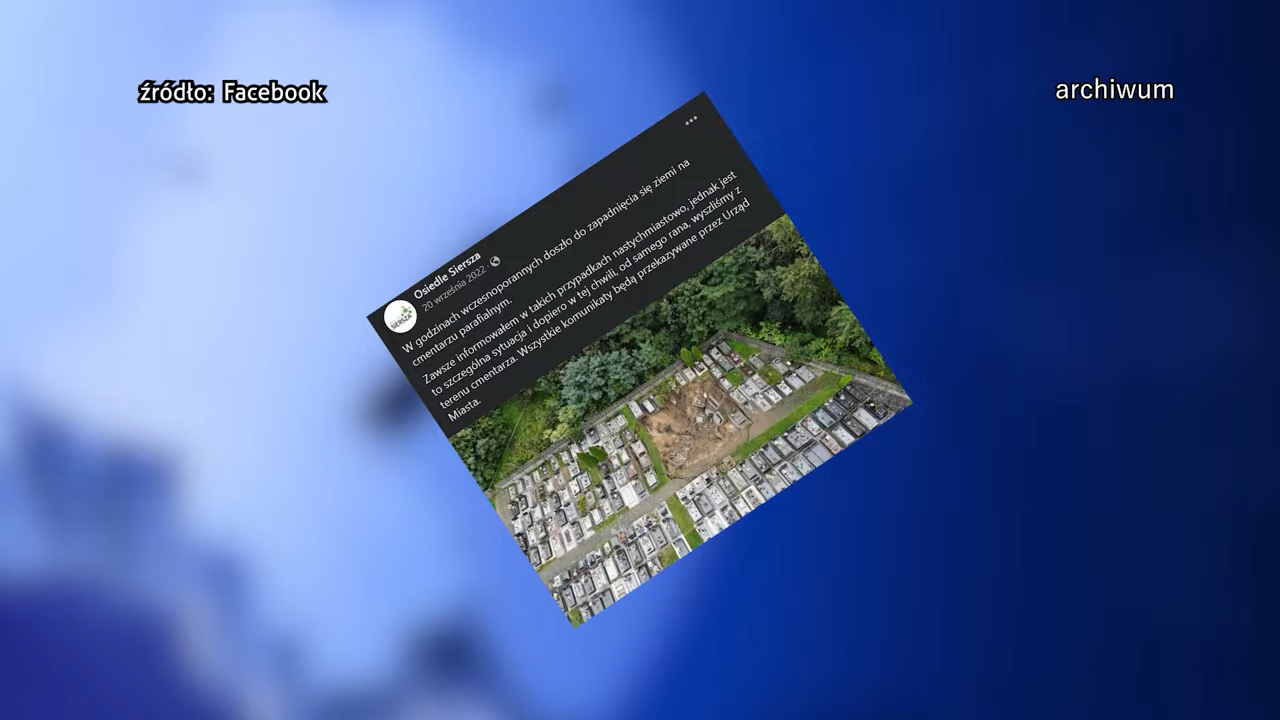 źródło: Facebook
archiwum
Osiedle Siersza
20 września 2022 ·
W godzinach wczesnoporannych doszło do zapadnięcia się ziemi na
cmentarzu parafialnym.
Zawsze informowałem w takich przypadkach nastychmiastowo, jednak jest
to szczególna sytuacja i dopiero w tej chwili, od samego rana, wyszliśmy z
terenu cmentarza. Wszystkie komunikaty będą przekazywane przez Urząd
Miasta.
SIERSZA